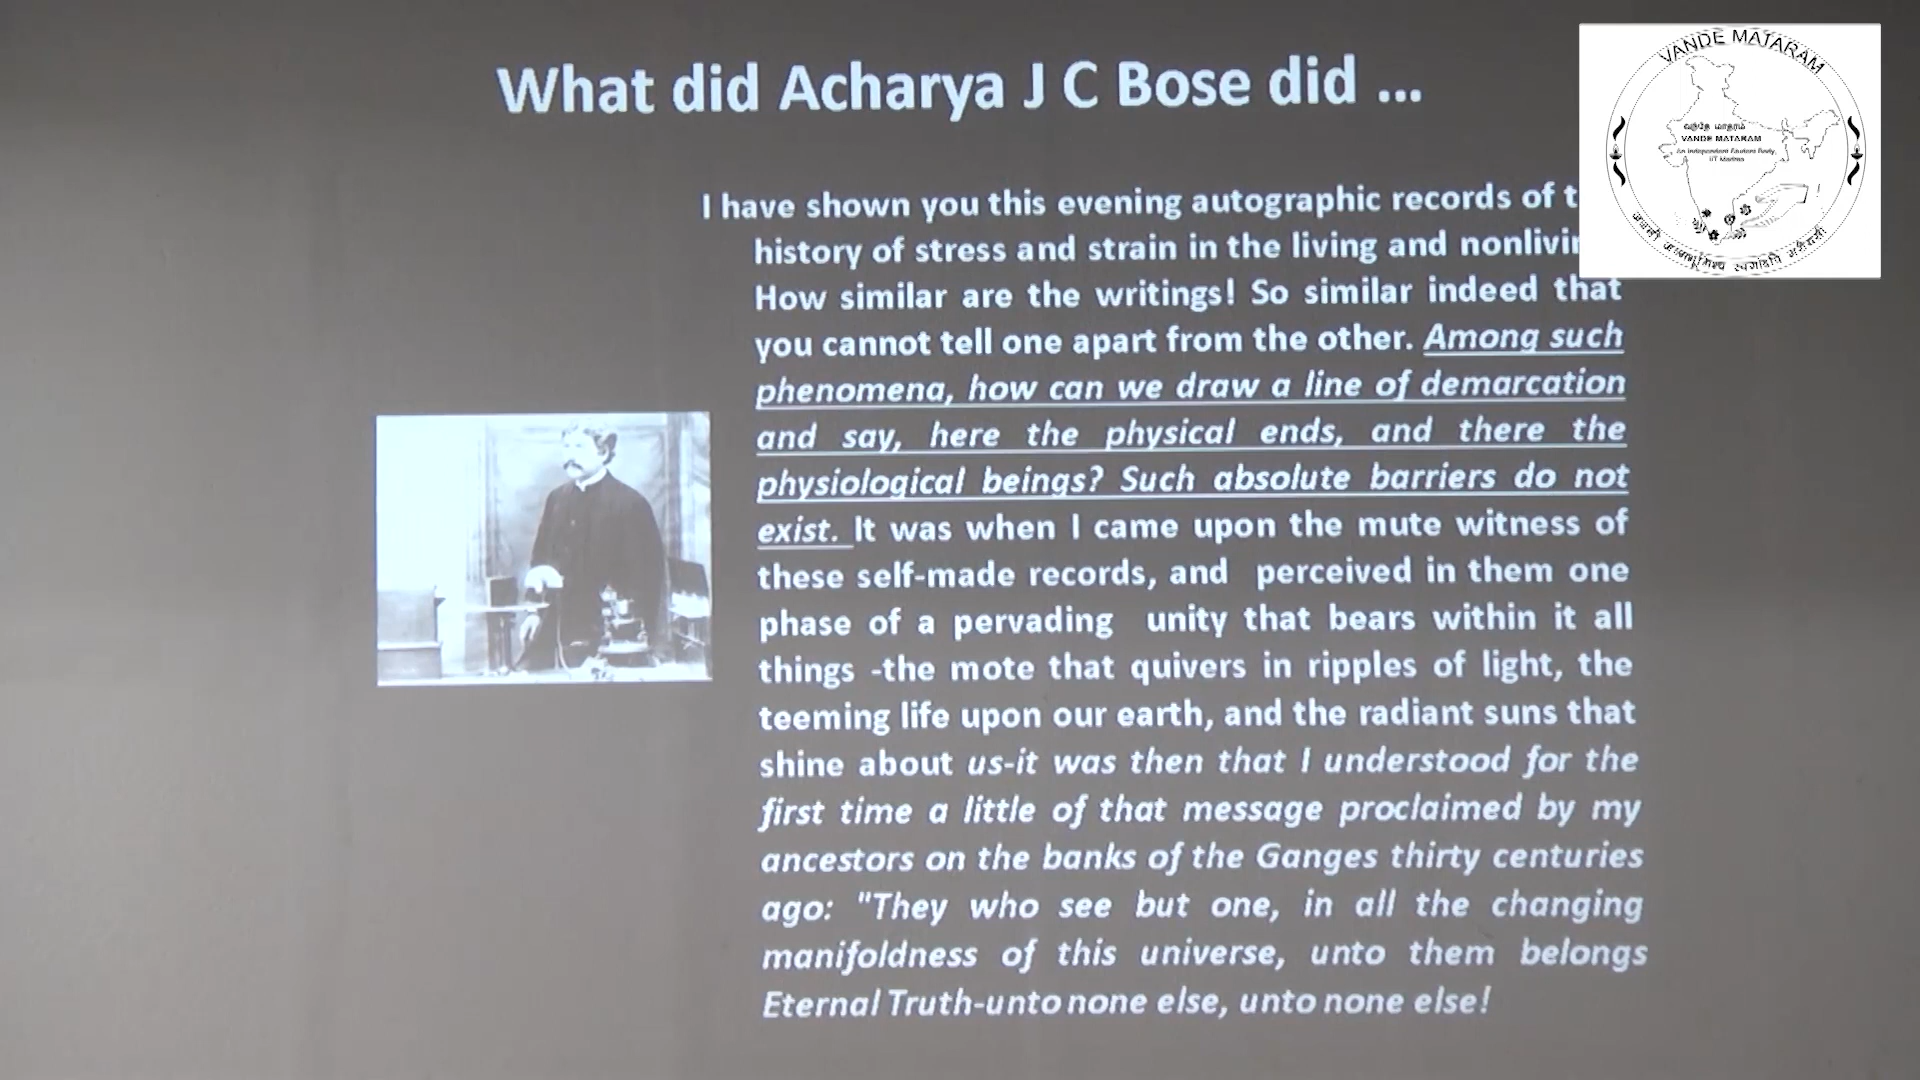 What did Acharya J C Bose did ...
I have shown you this evening autographic records of
history of stress and strain in the living and
How similar are the writings! So similar indeed that
you cannot tell one apart from the other. Among such
phenomena, how can we draw a line of demarcation
and say, here the physical ends, and there the
physiological beings? Such absolute barriers do not
exist. It was when I came upon the mute witness of
these self-made records, and perceived in them one
phase of a pervading unity that bears within it all
things -the mote that quivers in ripples of light, the
teeming life upon our earth, and the radiant suns that
shine about us-it was then that I understood for the
first time a little of that message proclaimed by my
ancestors on the banks of the Ganges thirty centuries
ago: "They who see but one, in all the changing
manifoldness of this universe, unto them belongs
Eternal Truth-unto none else, unto none else!
VANDE MATARAM
வந்தே மாதரம்
VANDE MATARAM
An Independent Student Body,
IIT Madras